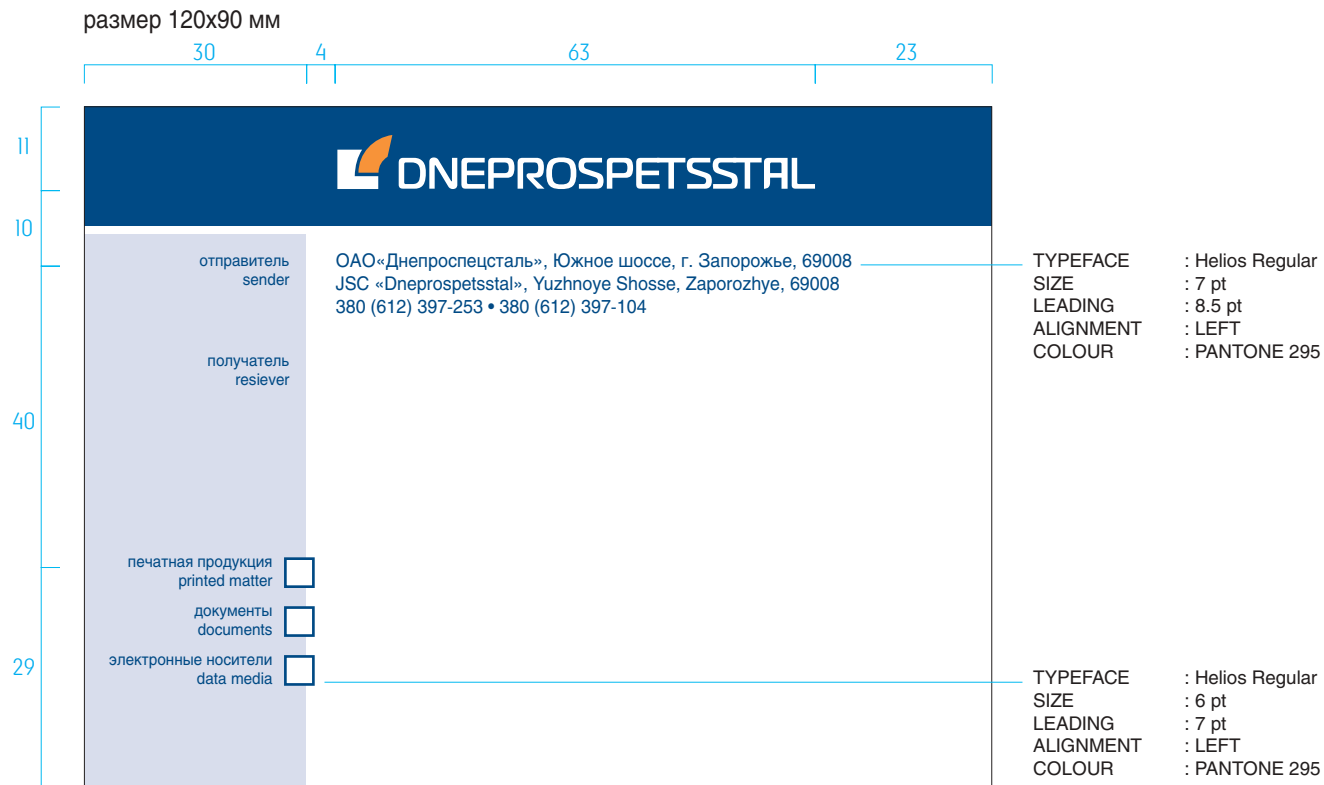 размер 120x90 мм
30 4 63 23
11
DNEPROSPETSSTAL
10
отправитель
sender
ОАО«Днепроспецсталь», Южное шоссе, г. Запорожье, 69008
JSC «Dneprospetsstal», Yuzhnoye Shosse, Zaporozhye, 69008
380 (612) 397-253 • 380 (612) 397-104
TYPEFACE : Helios Regular
SIZE : 7 pt
LEADING : 8.5 pt
ALIGNMENT : LEFT
COLOUR : PANTONE 295
получатель
resiever
40
печатная продукция
printed matter
документы
documents
электронные носители
data media
29
TYPEFACE : Helios Regular
SIZE : 6 pt
LEADING : 7 pt
ALIGNMENT : LEFT
COLOUR : PANTONE 295